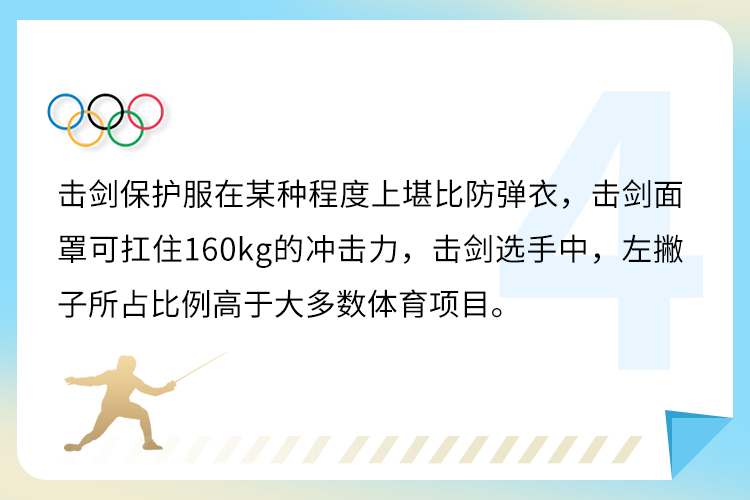 4
击剑保护服在某种程度上堪比防弹衣，击剑面
罩可扛住160kg的冲击力，击剑选手中，左撇
子所占比例高于大多数体育项目。